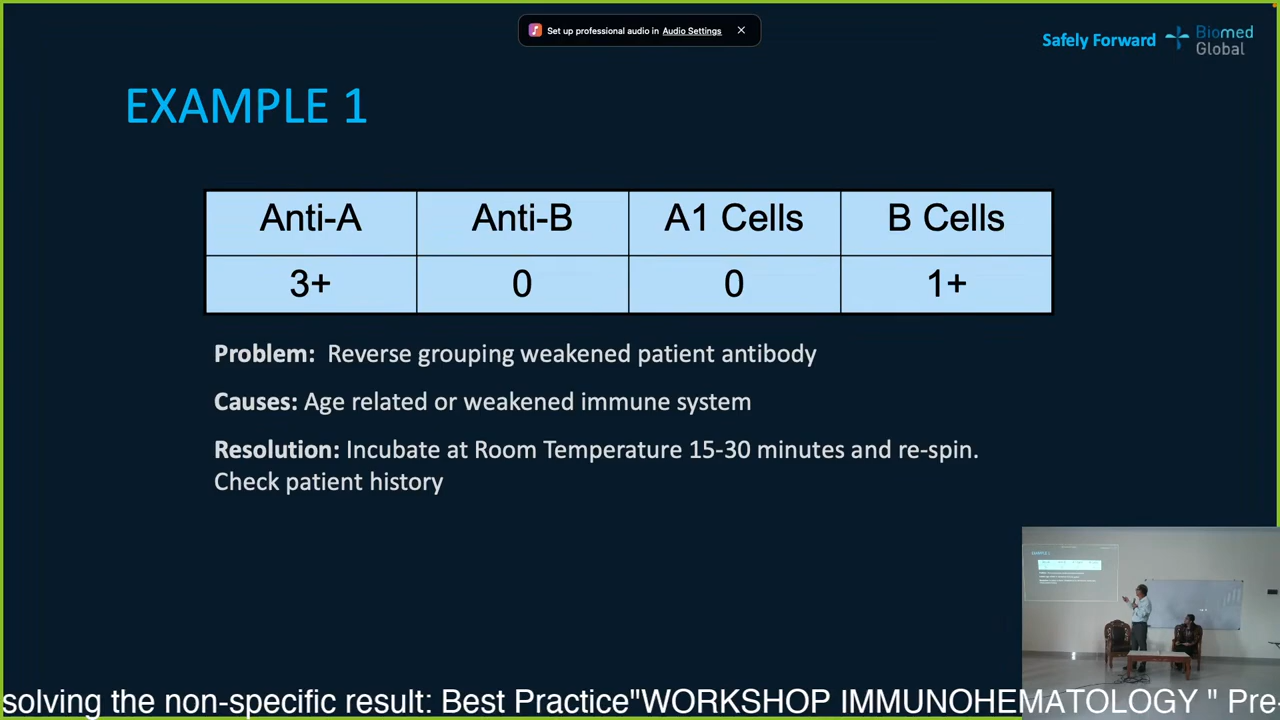 Set up professional audio in Audio Settings
Safely Forward
Biomed
Global
EXAMPLE 1
Anti-A Anti-B A1 Cells B Cells
3+ 0 0 1+
Problem: Reverse grouping weakened patient antibody
Causes: Age related or weakened immune system
Resolution: Incubate at Room Temperature 15-30 minutes and re-spin.
Check patient history
solving the non-specific result: Best Practice"WORKSHOP IMMUNOHEMATOLOGY " Pre-